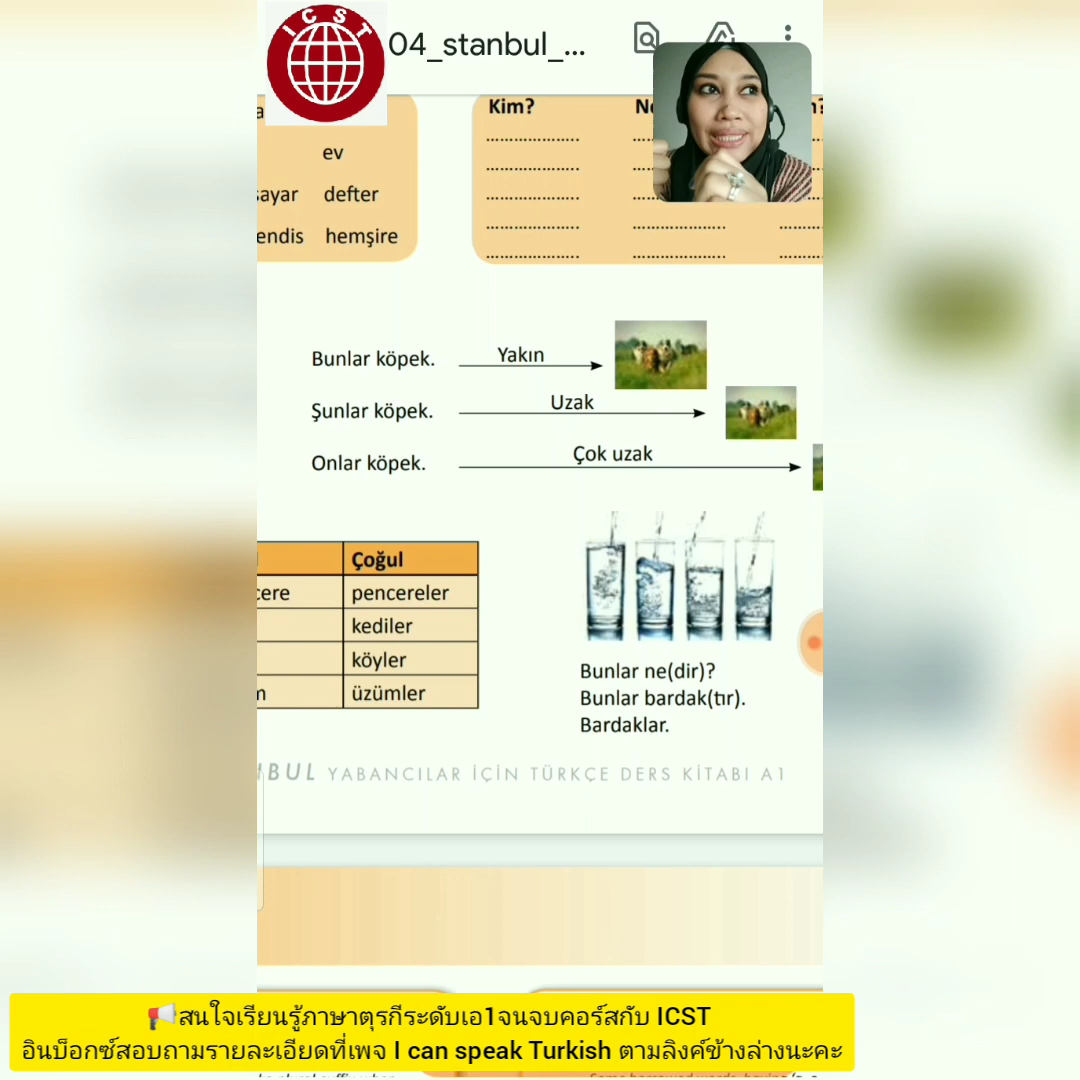 ICST
04_stanbul_...
Kim?
ev
defter
hemşire
Bunlar köpek.
Yakın
Şunlar köpek.
Uzak
Onlar köpek.
Çok uzak
Çoğul
pencereler
kediler
köyler
üzümler
Bunlar ne(dir)?
Bunlar bardak(tır).
Bardaklar.
YABANCILAR İÇİN TÜRKÇE DERS KİTABI A1
📢สนใจเรียนรู้ภาษาตุรกีระดับเอ1จนจบคอร์สกับ ICST
อินบ็อกซ์สอบถามรายละเอียดที่เพจ I can speak Turkish ตามลิงค์ข้างล่างนะคะ